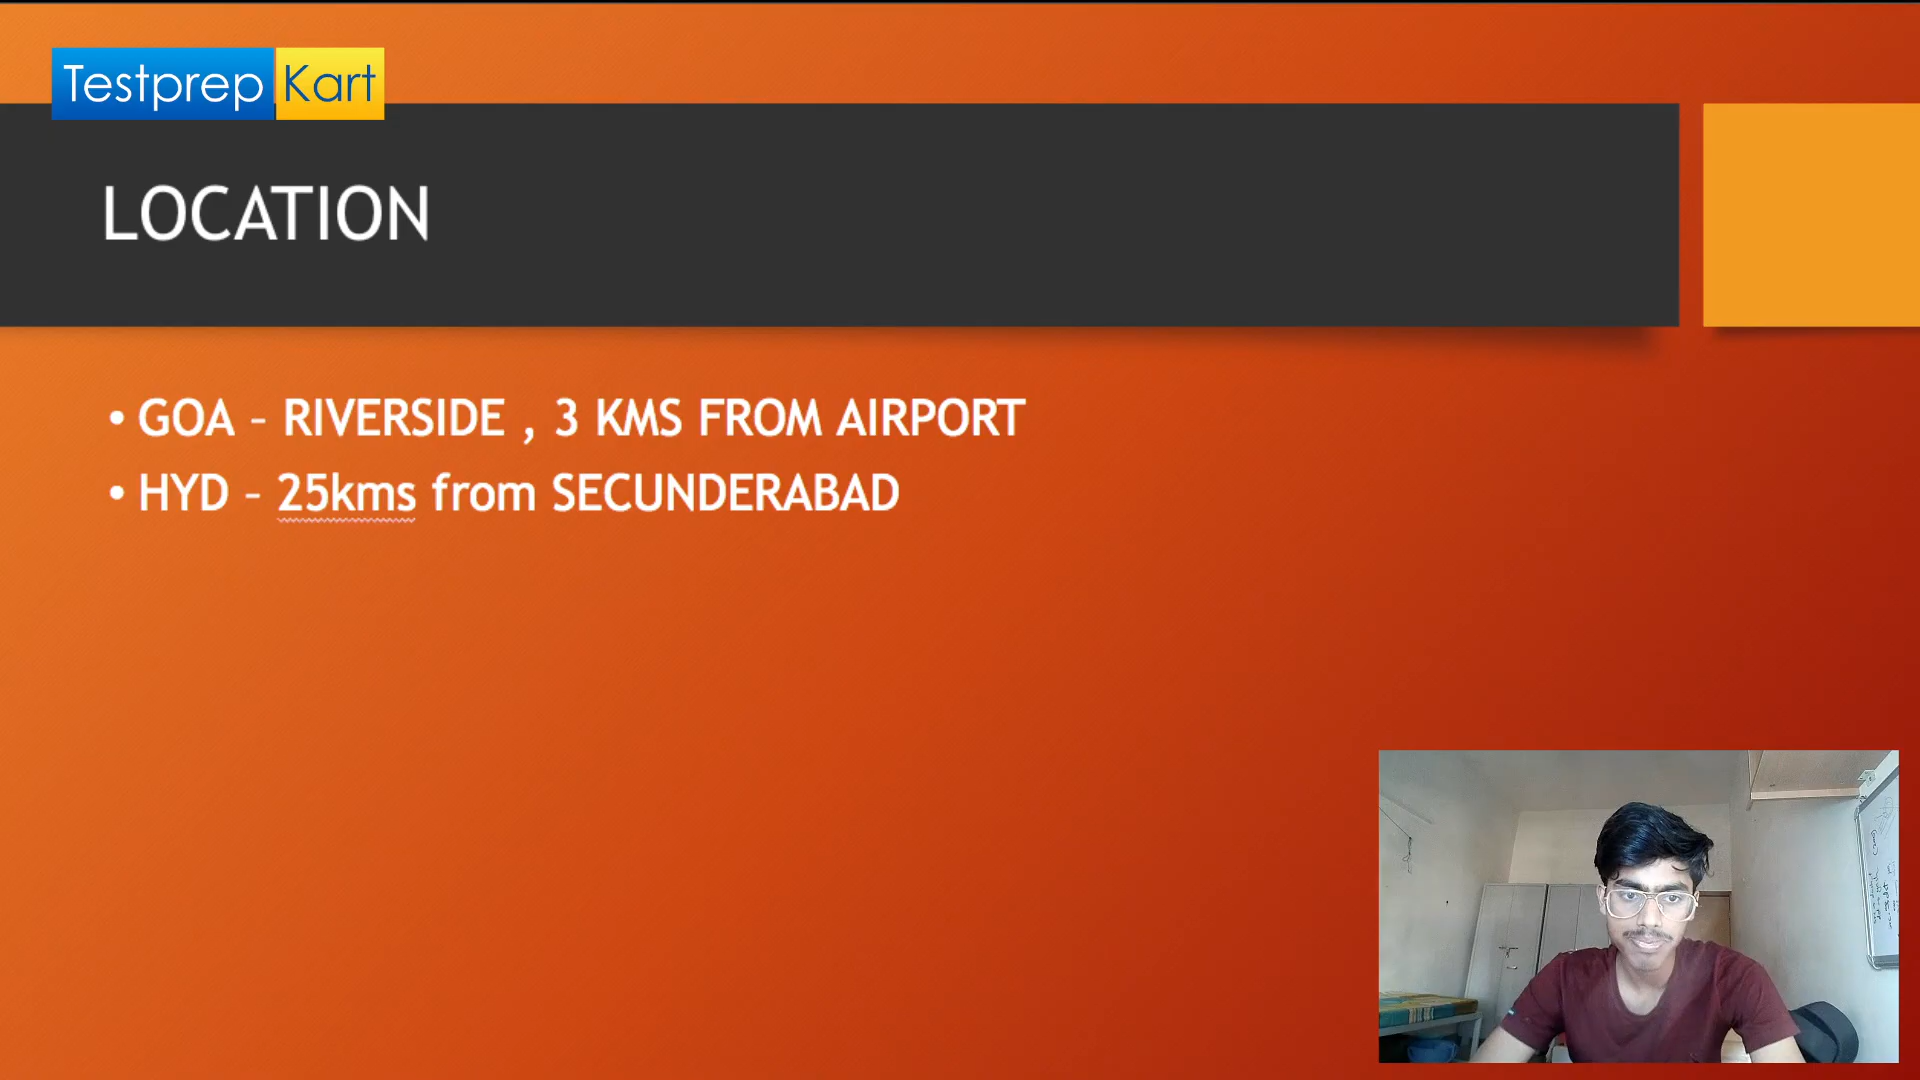 Testprep Kart
LOCATION
• GOA – RIVERSIDE , 3 KMS FROM AIRPORT
• HYD – 25kms from SECUNDERABAD